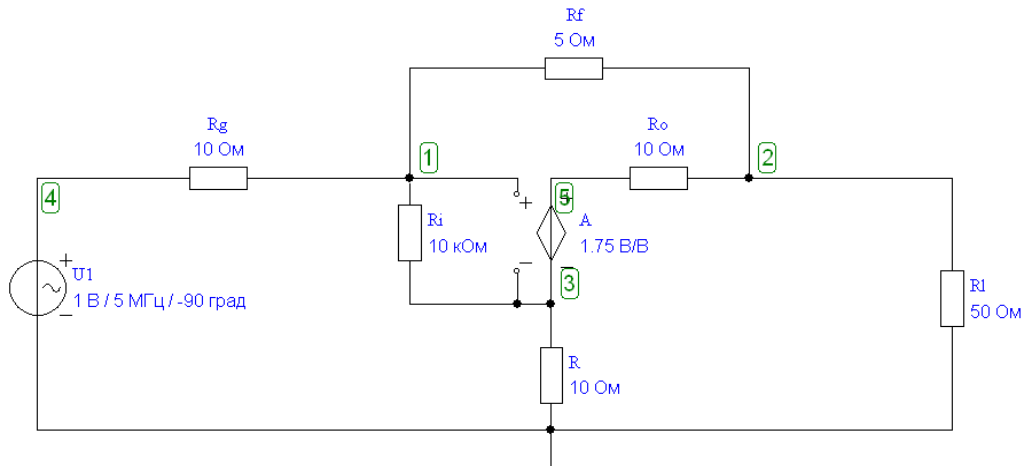 Rf
5 Ом
Rg
10 Ом
1
Ro
10 Ом
2
4
5
+
Ri
10 кОм
+
−
A
1.75 В/В
−
3
+
U1
1 В / 5 МГц / -90 град
−
Rl
50 Ом
R
10 Ом